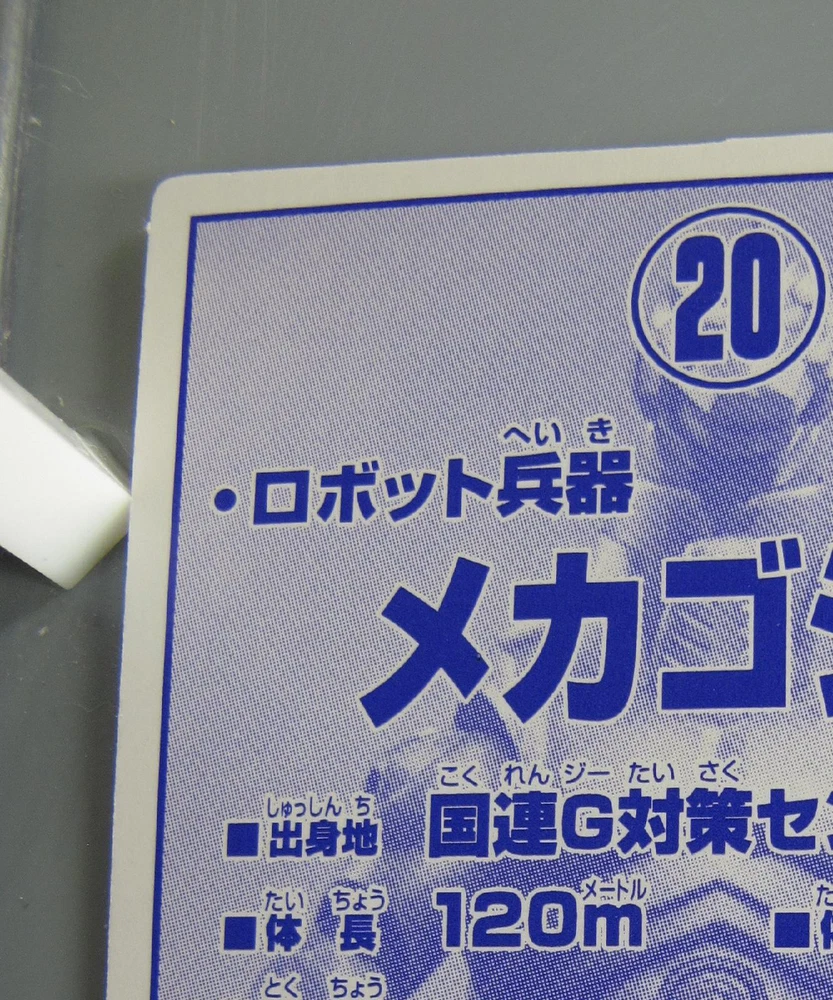 20
へいき
・ロボット兵器
メカゴ
こくれんジーたいさく
しゅっしんち
■出身地 国連G対策セ
たいちょう メートル
■体長 120m ■
とくちょう